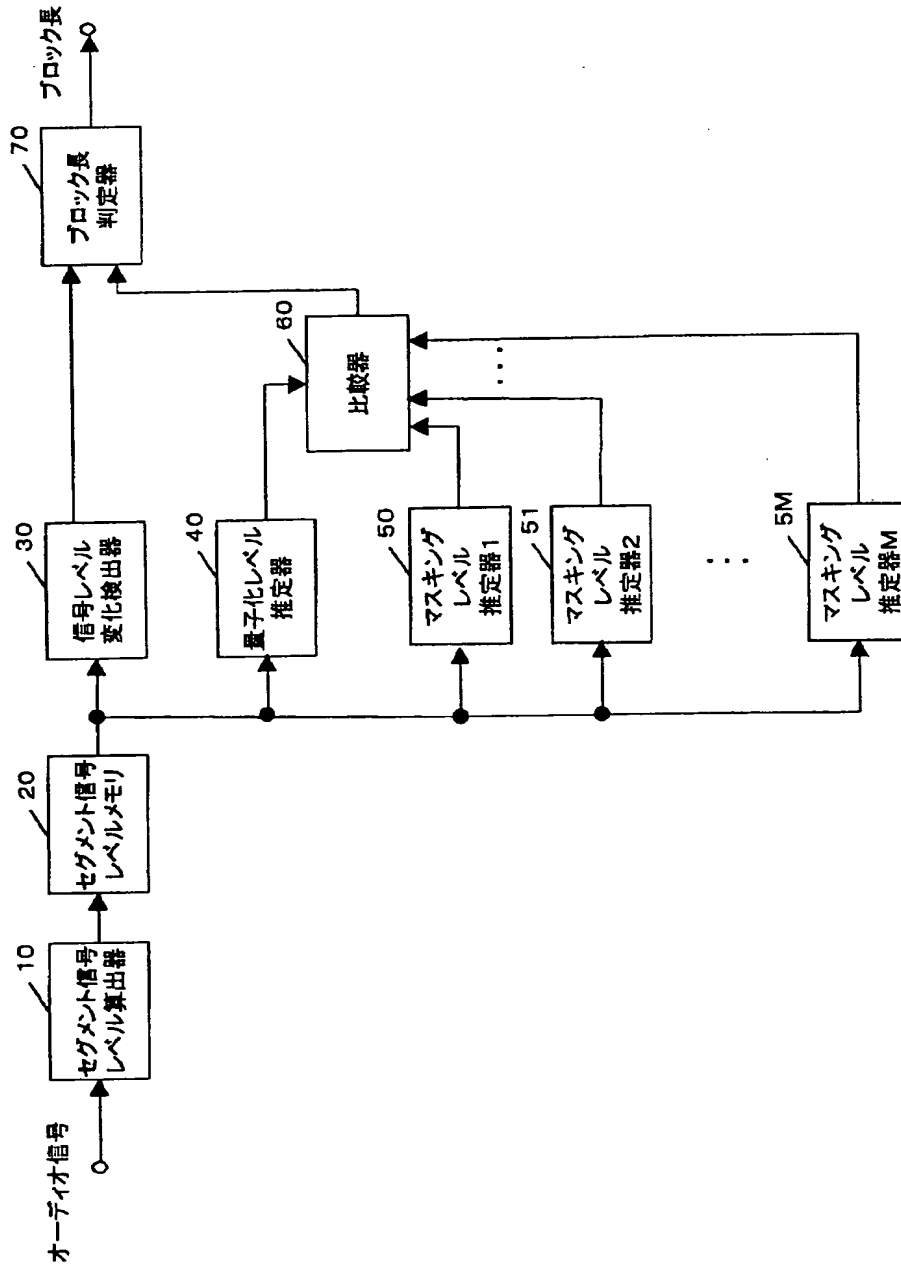 オーディオ信号
10
セグメント信号
レベル算出器
20
セグメント信号
レベルメモリ
30
信号レベル
変化検出器
40
量子化レベル
推定器
50
マスキング
レベル
推定器1
51
マスキング
レベル
推定器2
5M
マスキング
レベル
推定器M
60
比較器
70
ブロック長
判定器
ブロック長